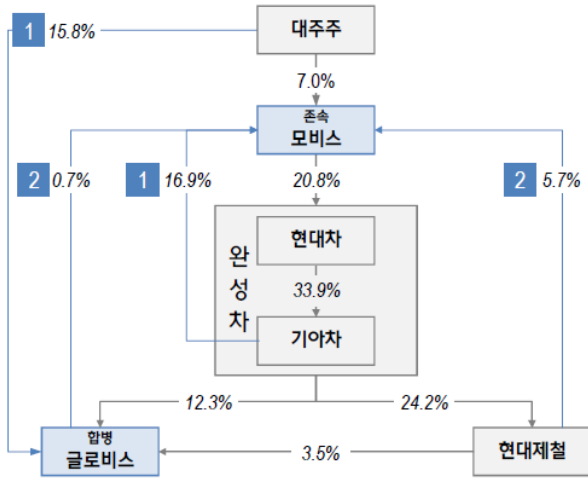 대주주
1 15.8%
7.0%
존속
모비스
2 0.7%
1 16.9%
20.8%
2 5.7%
완성차
현대차
33.9%
기아차
12.3%
24.2%
합병
글로비스
3.5%
현대제철